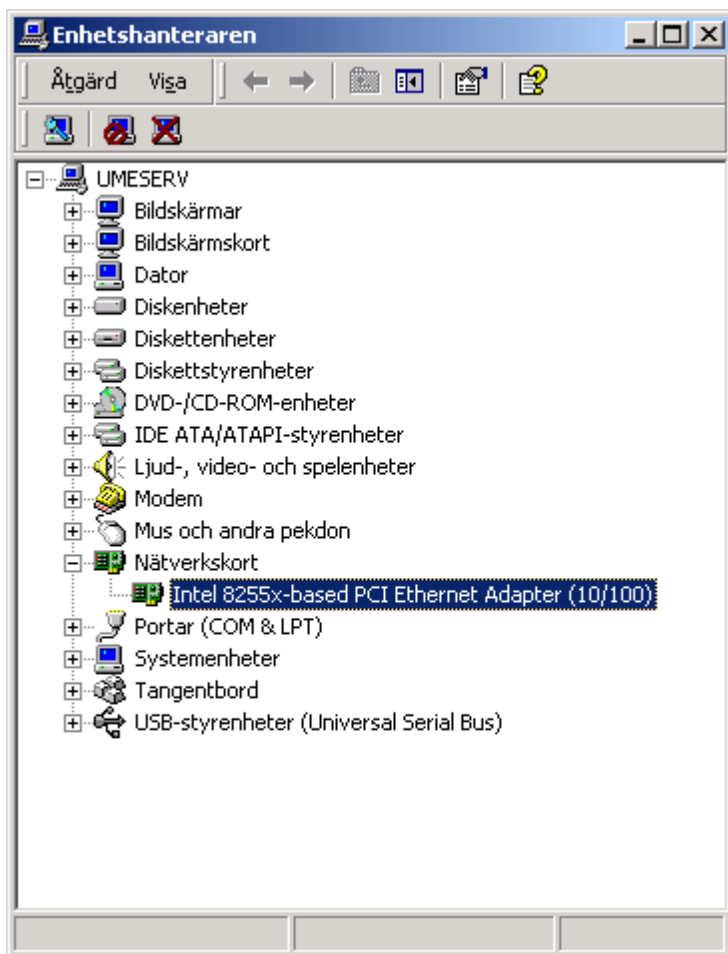 Enhetshanteraren
Åtgärd Visa
UMESERV
Bildskärmar
Bildskärmskort
Dator
Diskenheter
Diskettenheter
Diskettstyrenheter
DVD-/CD-ROM-enheter
IDE ATA/ATAPI-styrenheter
Ljud-, video- och spelenheter
Modem
Mus och andra pekdon
Nätverkskort
Intel 8255x-based PCI Ethernet Adapter (10/100)
Portar (COM & LPT)
Systemenheter
Tangentbord
USB-styrenheter (Universal Serial Bus)